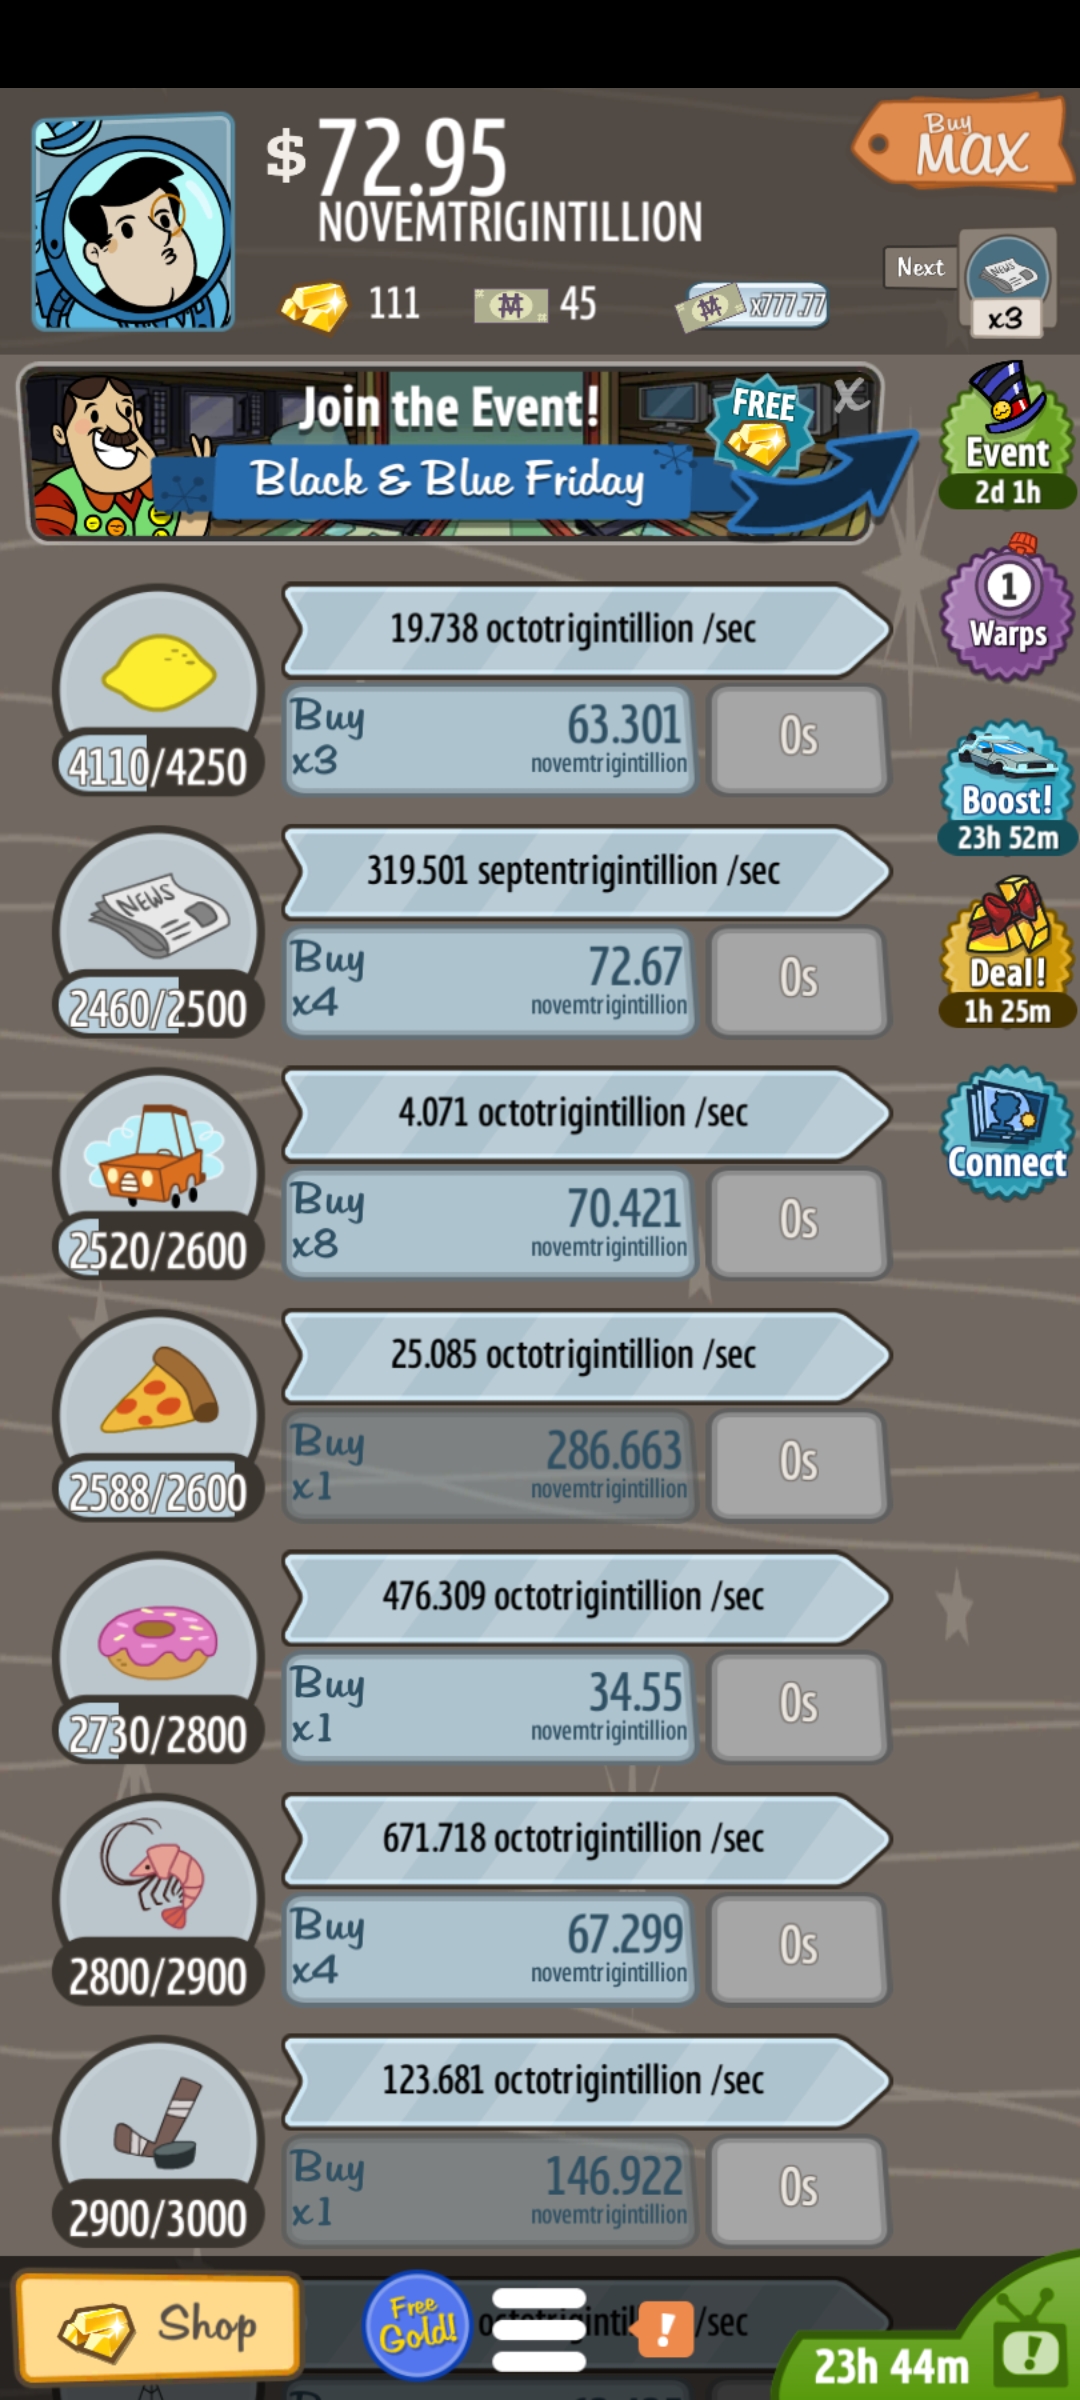 $72.95
NOVEMTRIGINTILLION
111
45
x777.77
Buy
MAX
Next
NEWS
x3
Join the Event!
FREE
X
Black & Blue Friday
Event
2d 1h
19.738 octotrigintillion /sec
Buy
x3
63.301
novemtrigintillion
0s
4110/4250
1
Warps
319.501 septentrigintillion /sec
NEWS
Buy
x4
72.67
novemtrigintillion
0s
2460/2500
Boost!
23h 52m
Deal!
1h 25m
4.071 octotrigintillion /sec
Buy
x8
70.421
novemtrigintillion
0s
2520/2600
Connect
25.085 octotrigintillion /sec
Buy
x1
286.663
novemtrigintillion
0s
2588/2600
476.309 octotrigintillion /sec
Buy
x1
34.55
novemtrigintillion
0s
2730/2800
671.718 octotrigintillion /sec
Buy
x4
67.299
novemtrigintillion
0s
2800/2900
123.681 octotrigintillion /sec
Buy
x1
146.922
novemtrigintillion
0s
2900/3000
Shop
Free
Gold!
!
/sec
23h 44m
!